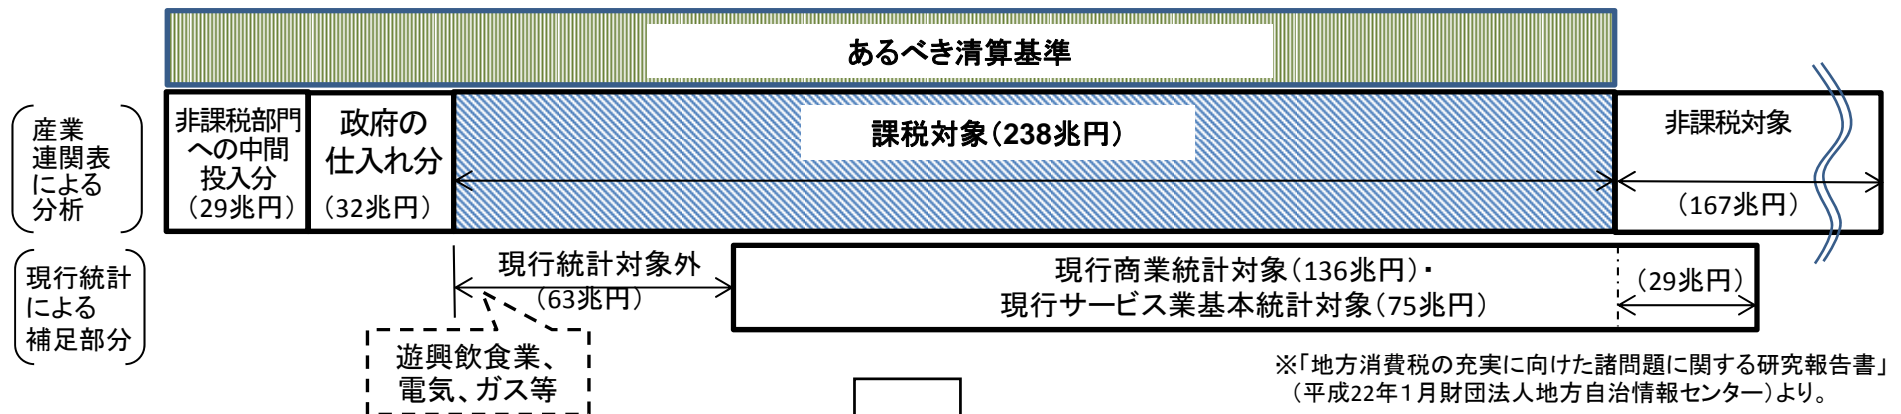 あるべき清算基準
産業
連関表
による
分析
非課税部門
への中間
投入分
（29兆円）
政府の
仕入れ分
（32兆円）
課税対象（238兆円）
非課税対象
（167兆円）
現行統計
による
補足部分
現行統計対象外
（63兆円）
現行商業統計対象（136兆円）・
現行サービス業基本統計対象（75兆円）
（29兆円）
遊興飲食業、
電気、ガス等
※「地方消費税の充実に向けた諸問題に関する研究報告書」
（平成22年１月財団法人地方自治情報センター）より。